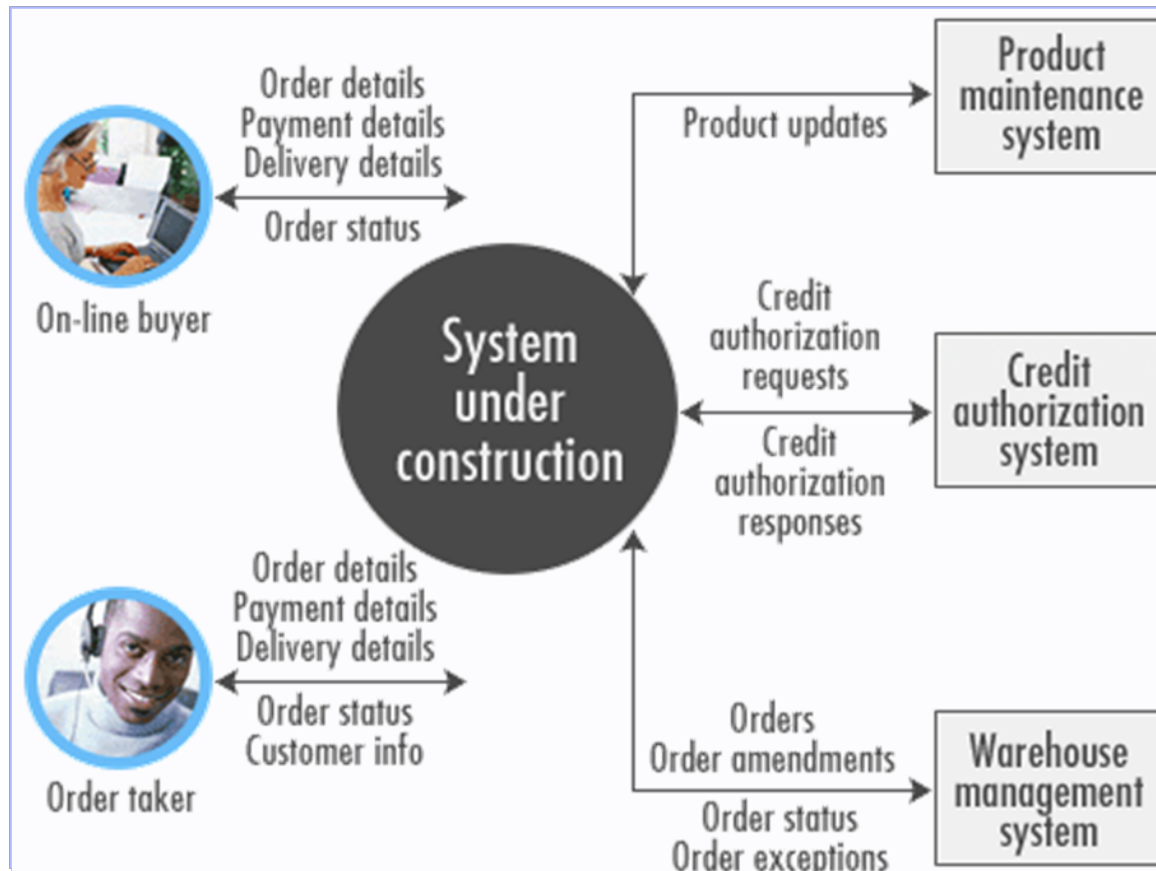 Order details
Payment details
Delivery details
Order status
On-line buyer
Product updates
Product
maintenance
system
System
under
construction
Credit
authorization
requests
Credit
authorization
responses
Credit
authorization
system
Order details
Payment details
Delivery details
Order status
Customer info
Order taker
Orders
Order amendments
Order status
Order exceptions
Warehouse
management
system